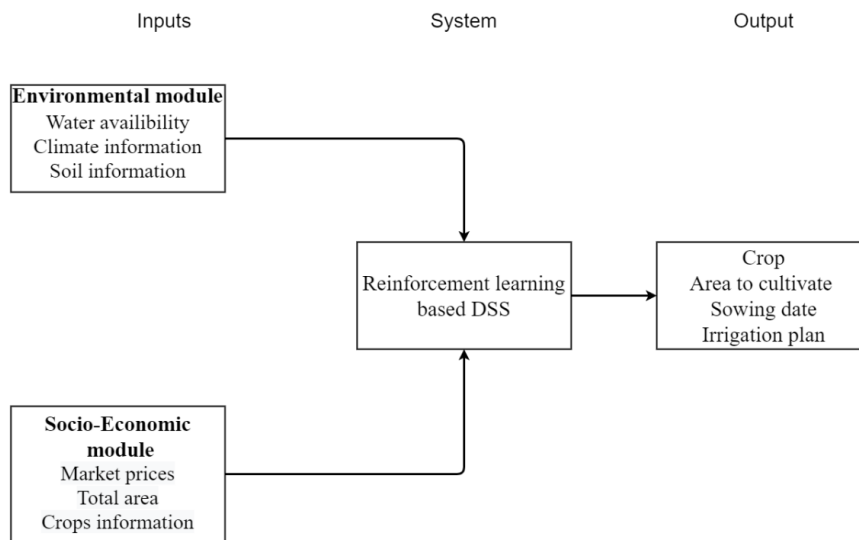 Inputs
System
Output
Environmental module
Water availibility
Climate information
Soil information
Reinforcement learning
based DSS
Crop
Area to cultivate
Sowing date
Irrigation plan
Socio-Economic
module
Market prices
Total area
Crops information